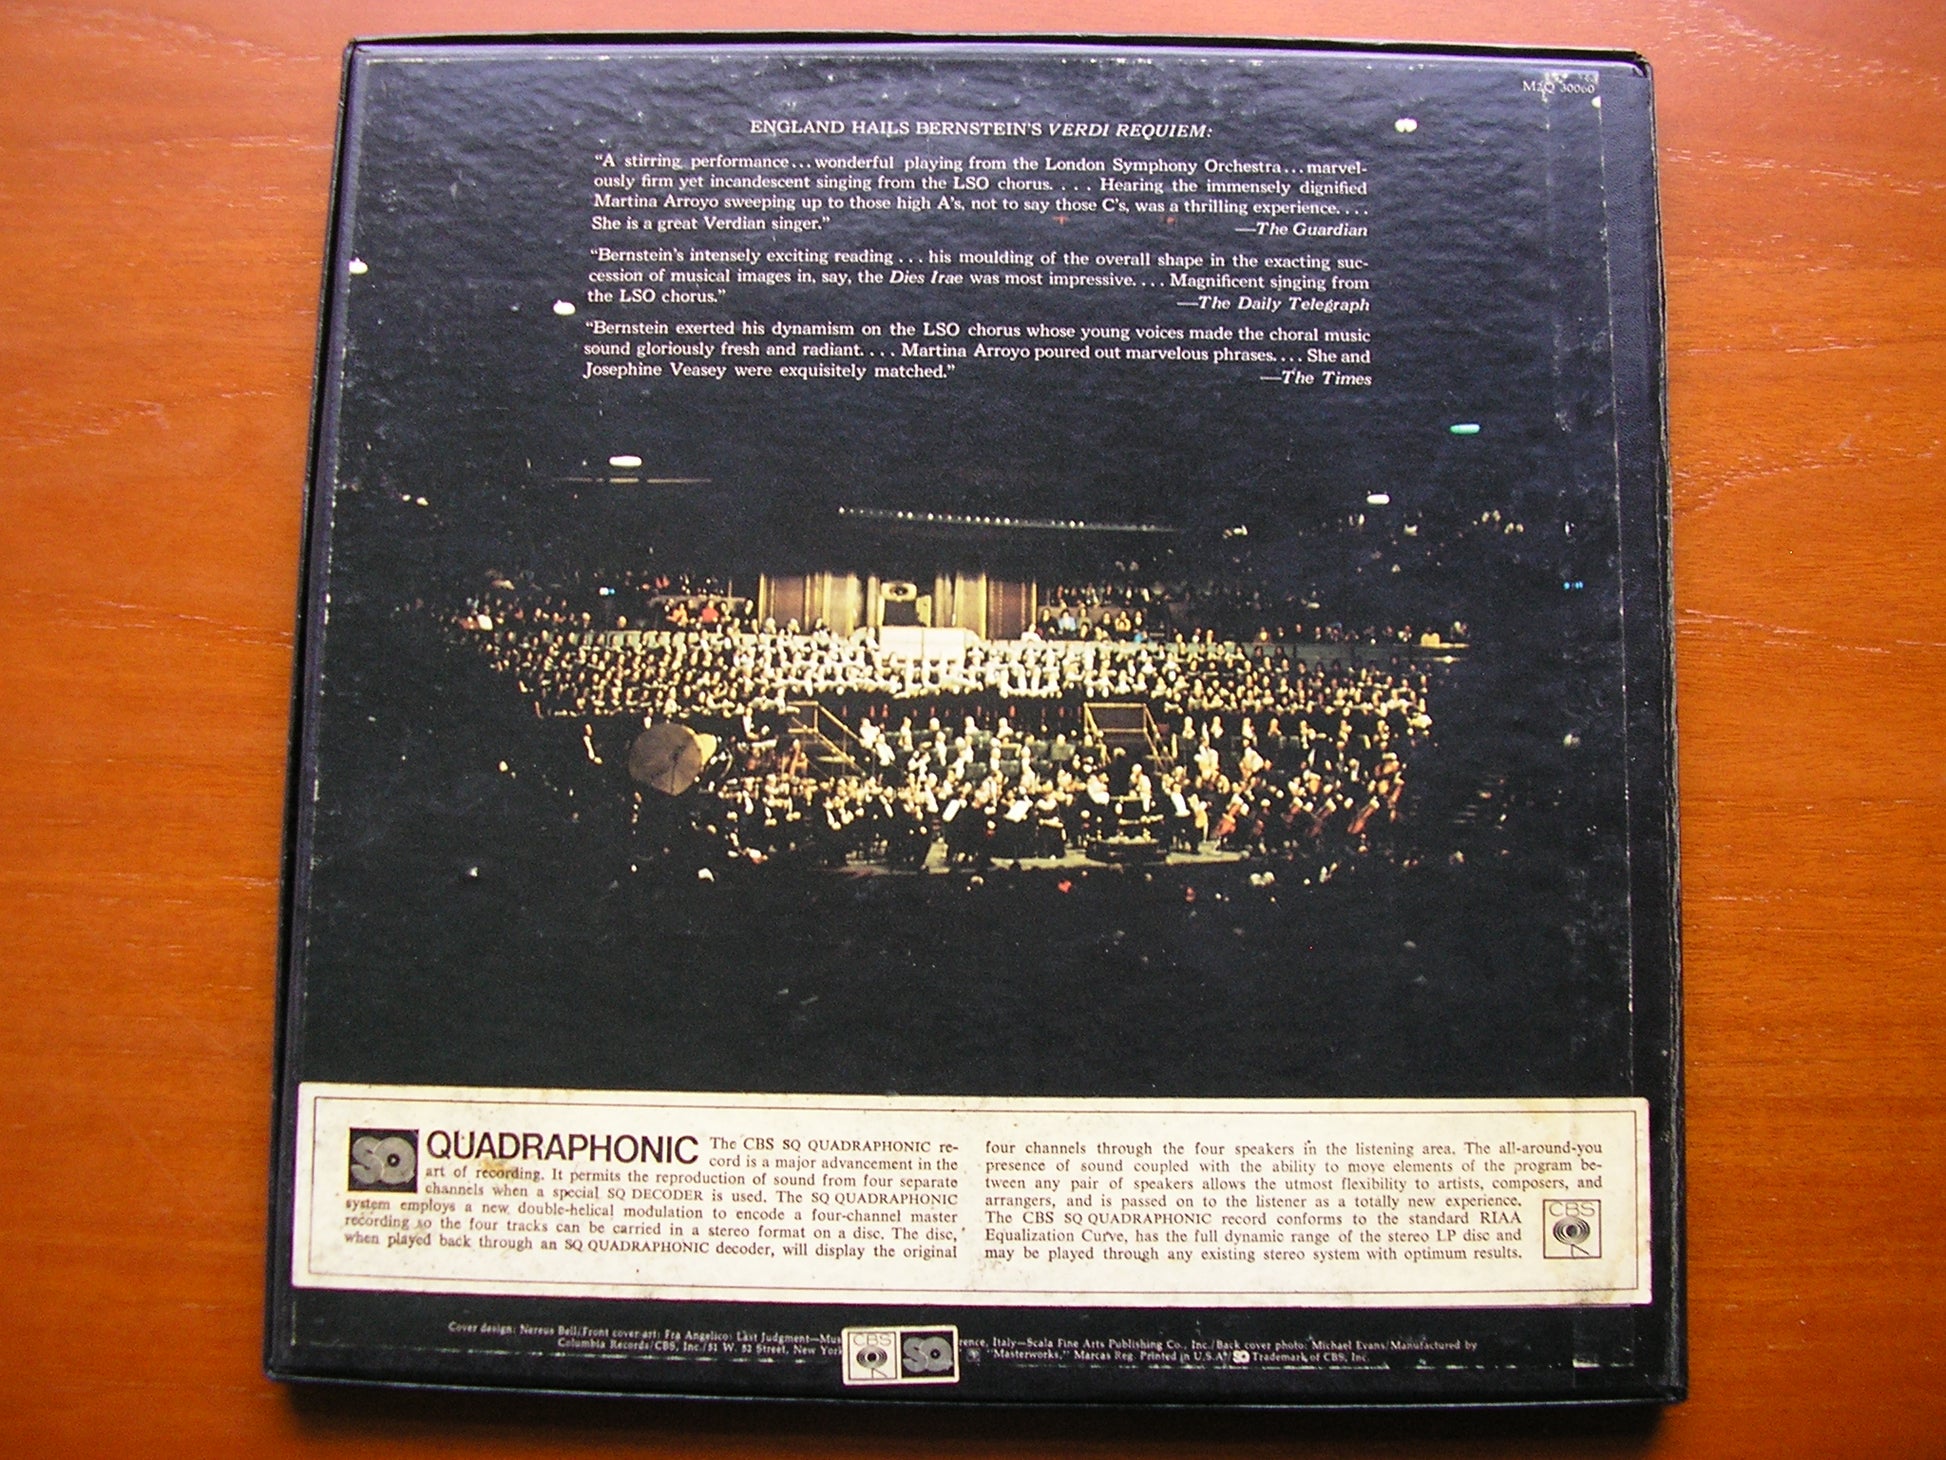 M2Q 30060
ENGLAND HAILS BERNSTEIN'S VERDI REQUIEM:
“A stirring performance...wonderful playing from the London Symphony Orchestra...marvel-
ously firm yet incandescent singing from the LSO chorus.... Hearing the immensely dignified
Martina Arroyo sweeping up to those high A's, not to say those C's, was a thrilling experience....
She is a great Verdian singer.” —The Guardian
“Bernstein's intensely exciting reading...his moulding of the overall shape in the exacting suc-
cession of musical images in, say, the Dies Irae was most impressive.... Magnificent singing from
the LSO chorus.” —The Daily Telegraph
“Bernstein exerted his dynamism on the LSO chorus whose young voices made the choral music
sound gloriously fresh and radiant.... Martina Arroyo poured out marvelous phrases.... She and
Josephine Veasey were exquisitely matched.” —The Times
SQ QUADRAPHONIC The CBS SQ QUADRAPHONIC re-
cord is a major advancement in the
art of recording. It permits the reproduction of sound from four separate
channels when a special SQ DECODER is used. The SQ QUADRAPHONIC
system employs a new double-helical modulation to encode a four-channel master
recording so the four tracks can be carried in a stereo format on a disc. The disc,
when played back through an SQ QUADRAPHONIC decoder, will display the original
four channels through the four speakers in the listening area. The all-around-you
presence of sound coupled with the ability to move elements of the program be-
tween any pair of speakers allows the utmost flexibility to artists, composers, and
arrangers, and is passed on to the listener as a totally new experience.
The CBS SQ QUADRAPHONIC record conforms to the standard RIAA
Equalization Curve, has the full dynamic range of the stereo LP disc and
may be played through any existing stereo system with optimum results.
CBS
Cover design: Nereus Bell/Front cover art: Fra Angelico: Last Judgment—Mus rence, Italy—Scala Fine Arts Publishing Co., Inc./Back cover photo: Michael Evans/Manufactured by
Columbia Records/CBS, Inc./51 W. 52 Street, New York "Masterworks," Marcas Reg. Printed in U.S.A./SQ Trademark of CBS, Inc.
CBS SQ